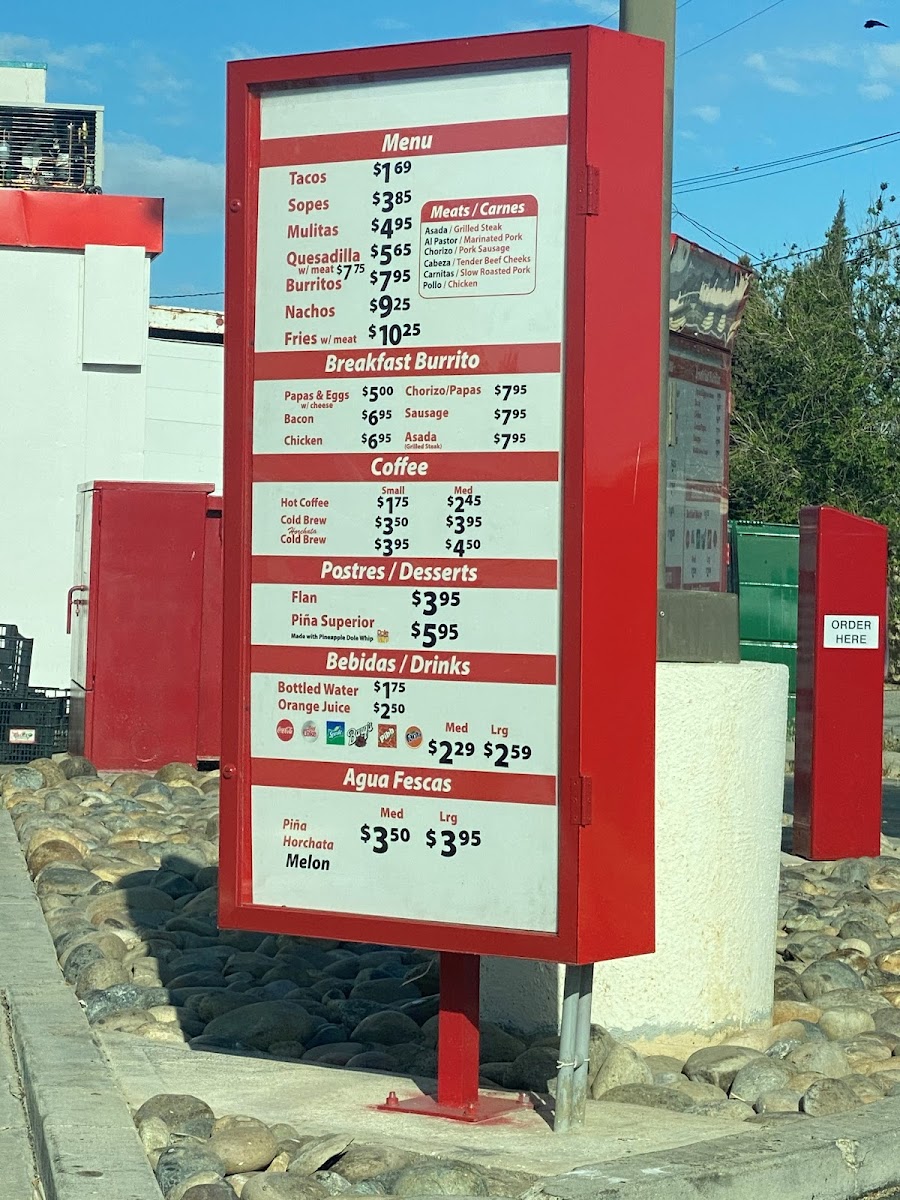 Menu
Tacos $1 69
Sopes $3 85
Mulitas $4 95
Quesadilla $5 65
w/ meat $7 75
Burritos $7 95
Nachos $9 25
Fries w/ meat $10 25
Meats / Carnes
Asada / Grilled Steak
Al Pastor / Marinated Pork
Chorizo / Pork Sausage
Cabeza / Tender Beef Cheeks
Carnitas / Slow Roasted Pork
Pollo / Chicken
Breakfast Burrito
Papas & Eggs $5 00 Chorizo/Papas $7 95
w/ cheese
Bacon $6 95 Sausage $7 95
Chicken $6 95 Asada $7 95
(Grilled Steak)
Coffee
Small Med
Hot Coffee $1 75 $2 45
Cold Brew $3 50 $3 95
Horchata
Cold Brew $3 95 $4 50
Postres / Desserts
Flan $3 95
Piña Superior $5 95
Made with Pineapple Dole Whip
Bebidas / Drinks
Bottled Water $1 75
Orange Juice $2 50
Med Lrg
Coca-Cola Sprite Barq's Fanta $2 29 $2 59
Agua Fescas
Med Lrg
Piña $3 50 $3 95
Horchata
Melon
ORDER
HERE